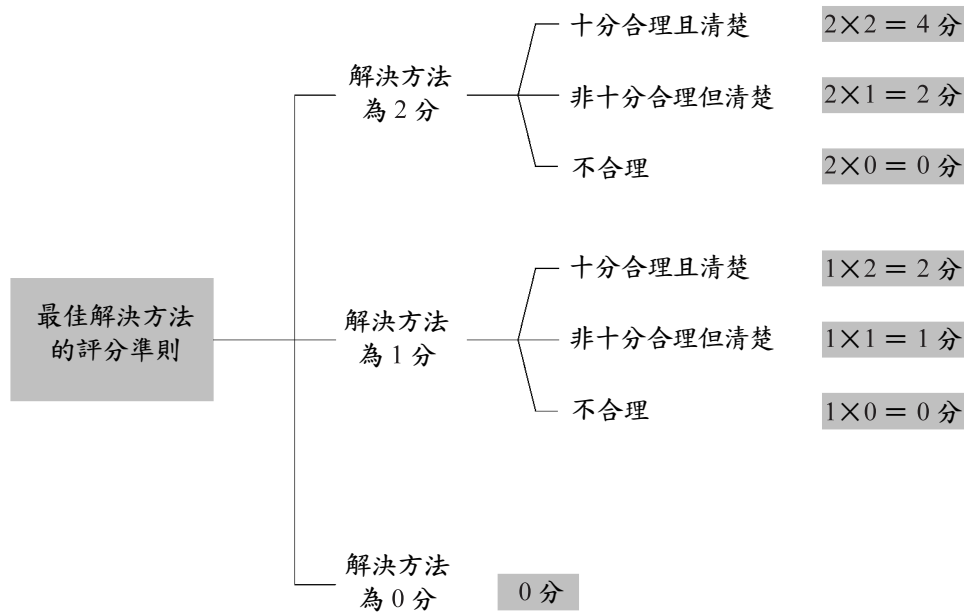 最佳解決方法
的評分準則
解決方法
為 2 分
十分合理且清楚
2×2 = 4 分
非十分合理但清楚
2×1 = 2 分
不合理
2×0 = 0 分
解決方法
為 1 分
十分合理且清楚
1×2 = 2 分
非十分合理但清楚
1×1 = 1 分
不合理
1×0 = 0 分
解決方法
為 0 分
0 分